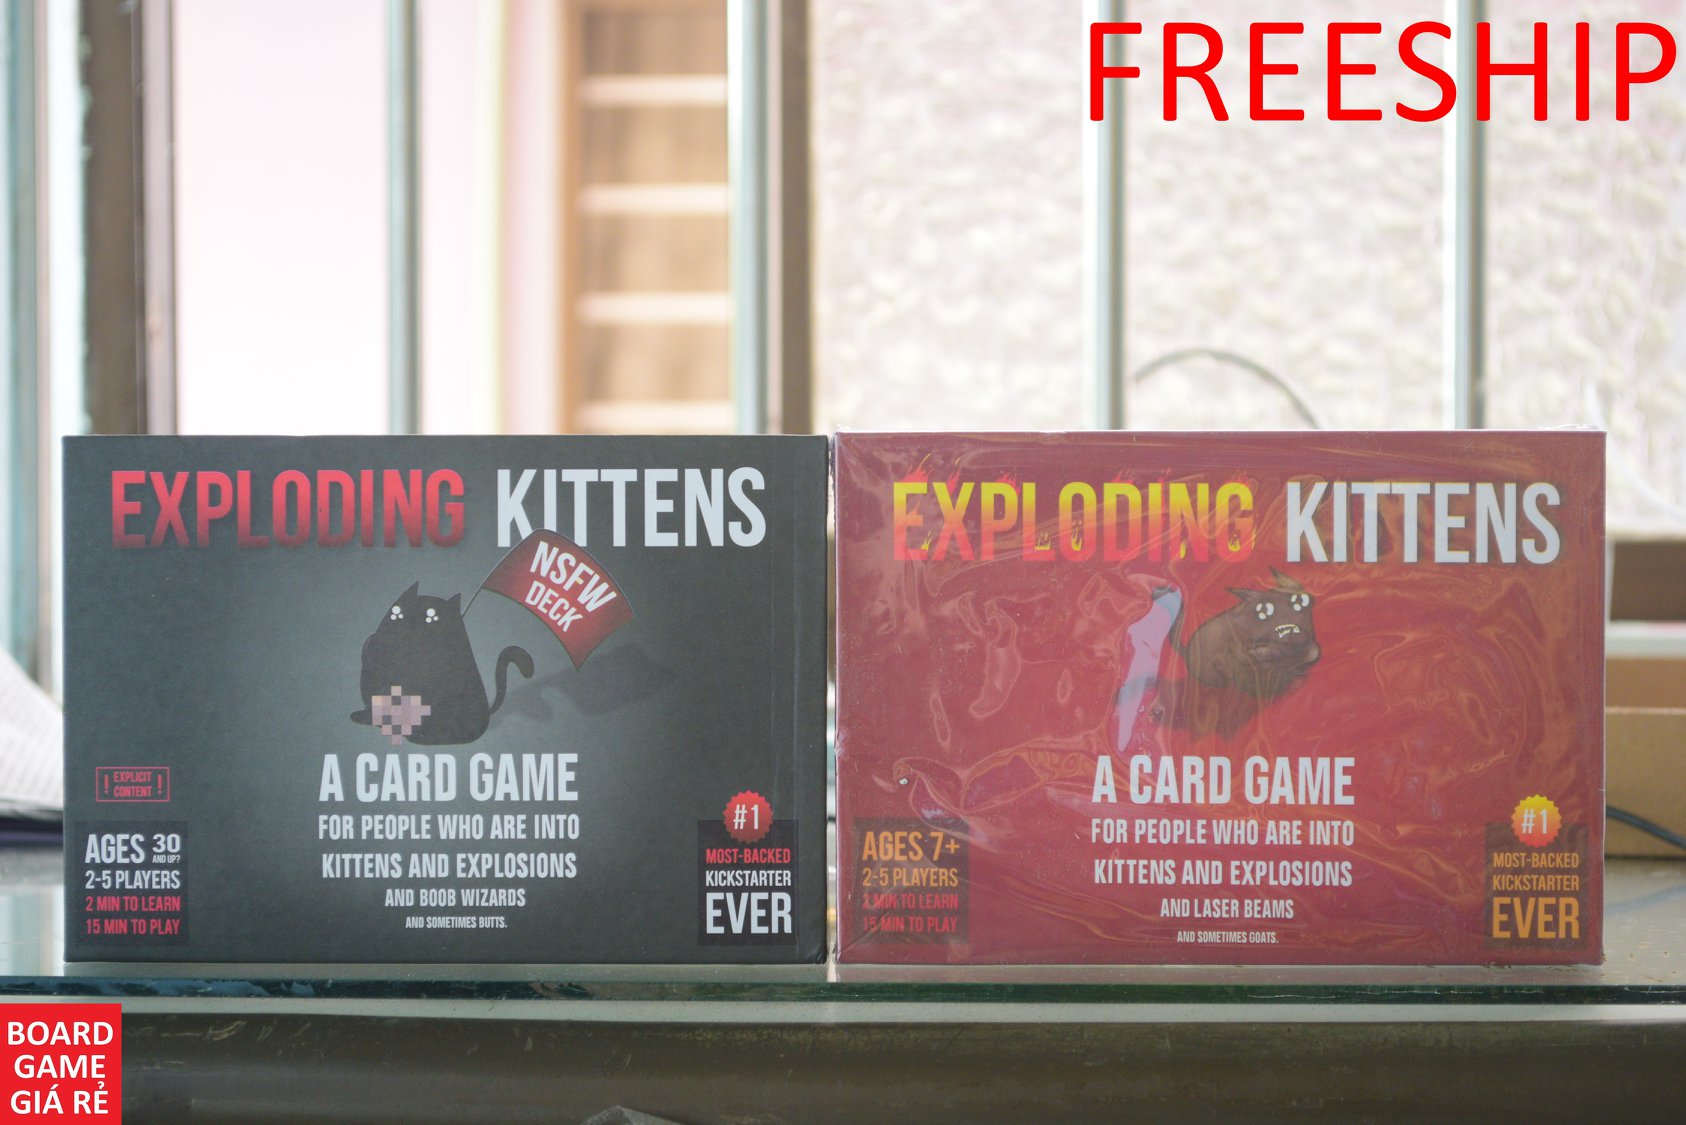 FREESHIP
EXPLODING KITTENS
NSFW
DECK
A CARD GAME
FOR PEOPLE WHO ARE INTO
KITTENS AND EXPLOSIONS
AND BOOB WIZARDS
AND SOMETIMES BUTTS.
! EXPLICIT
CONTENT !
AGES 30
AND UP?
2-5 PLAYERS
2 MIN TO LEARN
15 MIN TO PLAY
#1
MOST-BACKED
KICKSTARTER
EVER
EXPLODING KITTENS
A CARD GAME
FOR PEOPLE WHO ARE INTO
KITTENS AND EXPLOSIONS
AND LASER BEAMS
AND SOMETIMES GOATS.
AGES 7+
2-5 PLAYERS
2 MIN TO LEARN
15 MIN TO PLAY
#1
MOST-BACKED
KICKSTARTER
EVER
BOARD
GAME
GIÁ RẺ